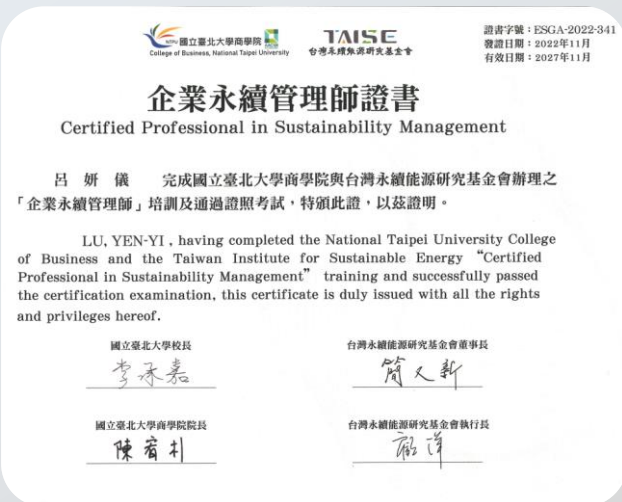 國立臺北大學商學院
College of Business, National Taipei University
TAISE
台灣永續能源研究基金會
證書字號：ESGA-2022-341
發證日期：2022年11月
有效日期：2027年11月
企業永續管理師證書
Certified Professional in Sustainability Management
呂 妍 儀 完成國立臺北大學商學院與台灣永續能源研究基金會辦理之
「企業永續管理師」培訓及通過證照考試，特頒此證，以茲證明。
LU, YEN-YI , having completed the National Taipei University College
of Business and the Taiwan Institute for Sustainable Energy “Certified
Professional in Sustainability Management” training and successfully passed
the certification examination, this certificate is duly issued with all the rights
and privileges hereof.
國立臺北大學校長
李承嘉
台灣永續能源研究基金會董事長
簡又新
國立臺北大學商學院院長
陳宥杉
台灣永續能源研究基金會執行長
顧洋